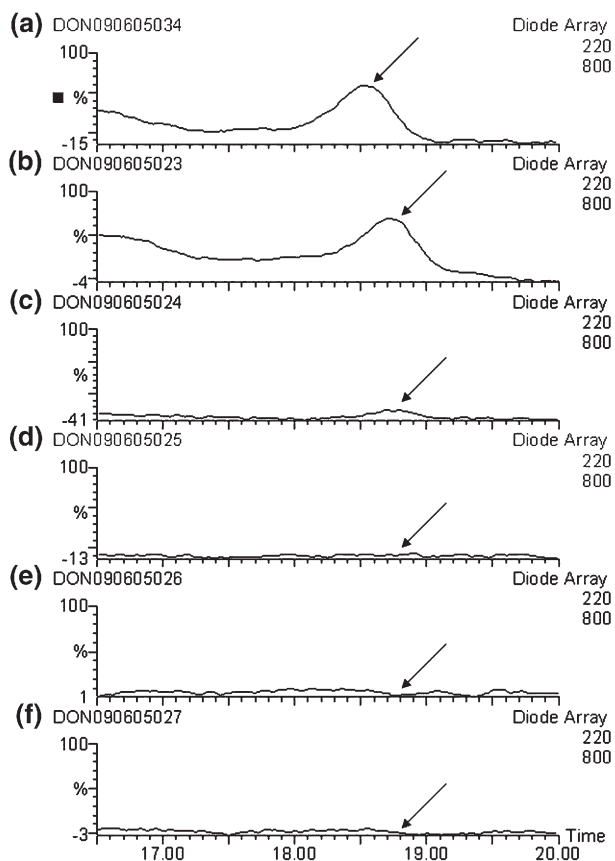 (a) DON090605034 Diode Array
220
100 800
■ %
-15
(b) DON090605023 Diode Array
220
100 800
%
-4
(c) DON090605024 Diode Array
220
100 800
%
-41
(d) DON090605025 Diode Array
220
100 800
%
-13
(e) DON090605026 Diode Array
220
100 800
%
1
(f) DON090605027 Diode Array
220
100 800
%
-3 Time
17.00 18.00 19.00 20.00